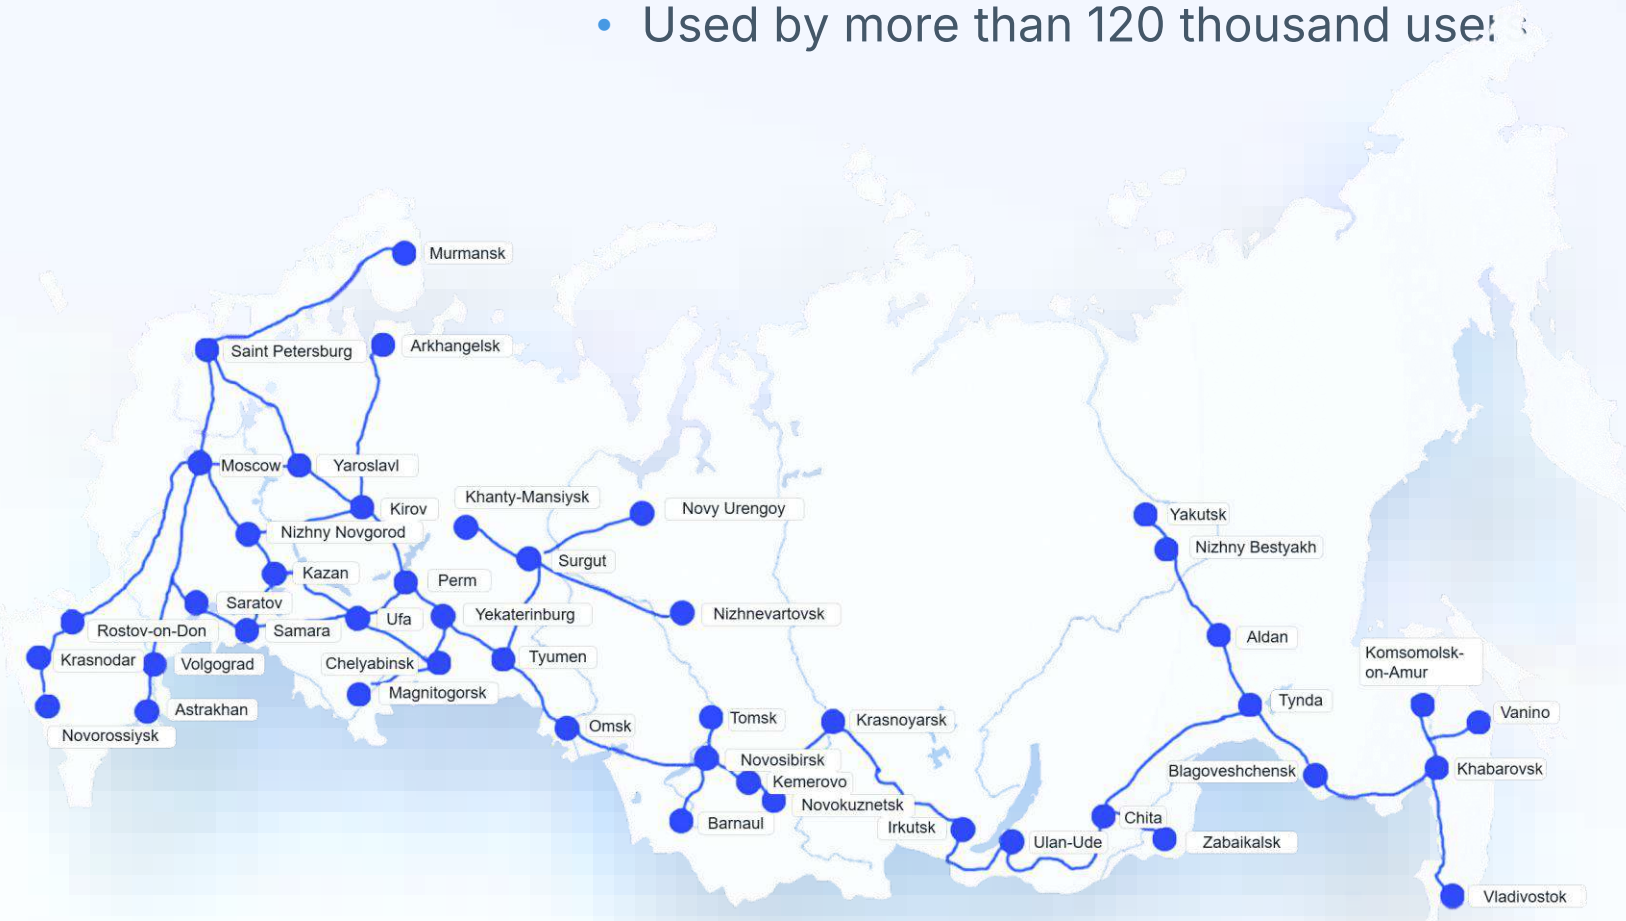 • Used by more than 120 thousand users
Murmansk
Saint Petersburg
Arkhangelsk
Moscow
Yaroslavl
Khanty-Mansiysk
Kirov
Novy Urengoy
Yakutsk
Nizhny Novgorod
Nizhny Bestyakh
Surgut
Kazan
Perm
Saratov
Ufa
Yekaterinburg
Nizhnevartovsk
Rostov-on-Don
Samara
Aldan
Komsomolsk-
on-Amur
Krasnodar
Volgograd
Chelyabinsk
Tyumen
Magnitogorsk
Tynda
Astrakhan
Vanino
Novorossiysk
Omsk
Tomsk
Krasnoyarsk
Novosibirsk
Blagoveshchensk
Khabarovsk
Kemerovo
Novokuznetsk
Barnaul
Irkutsk
Chita
Ulan-Ude
Zabaikalsk
Vladivostok